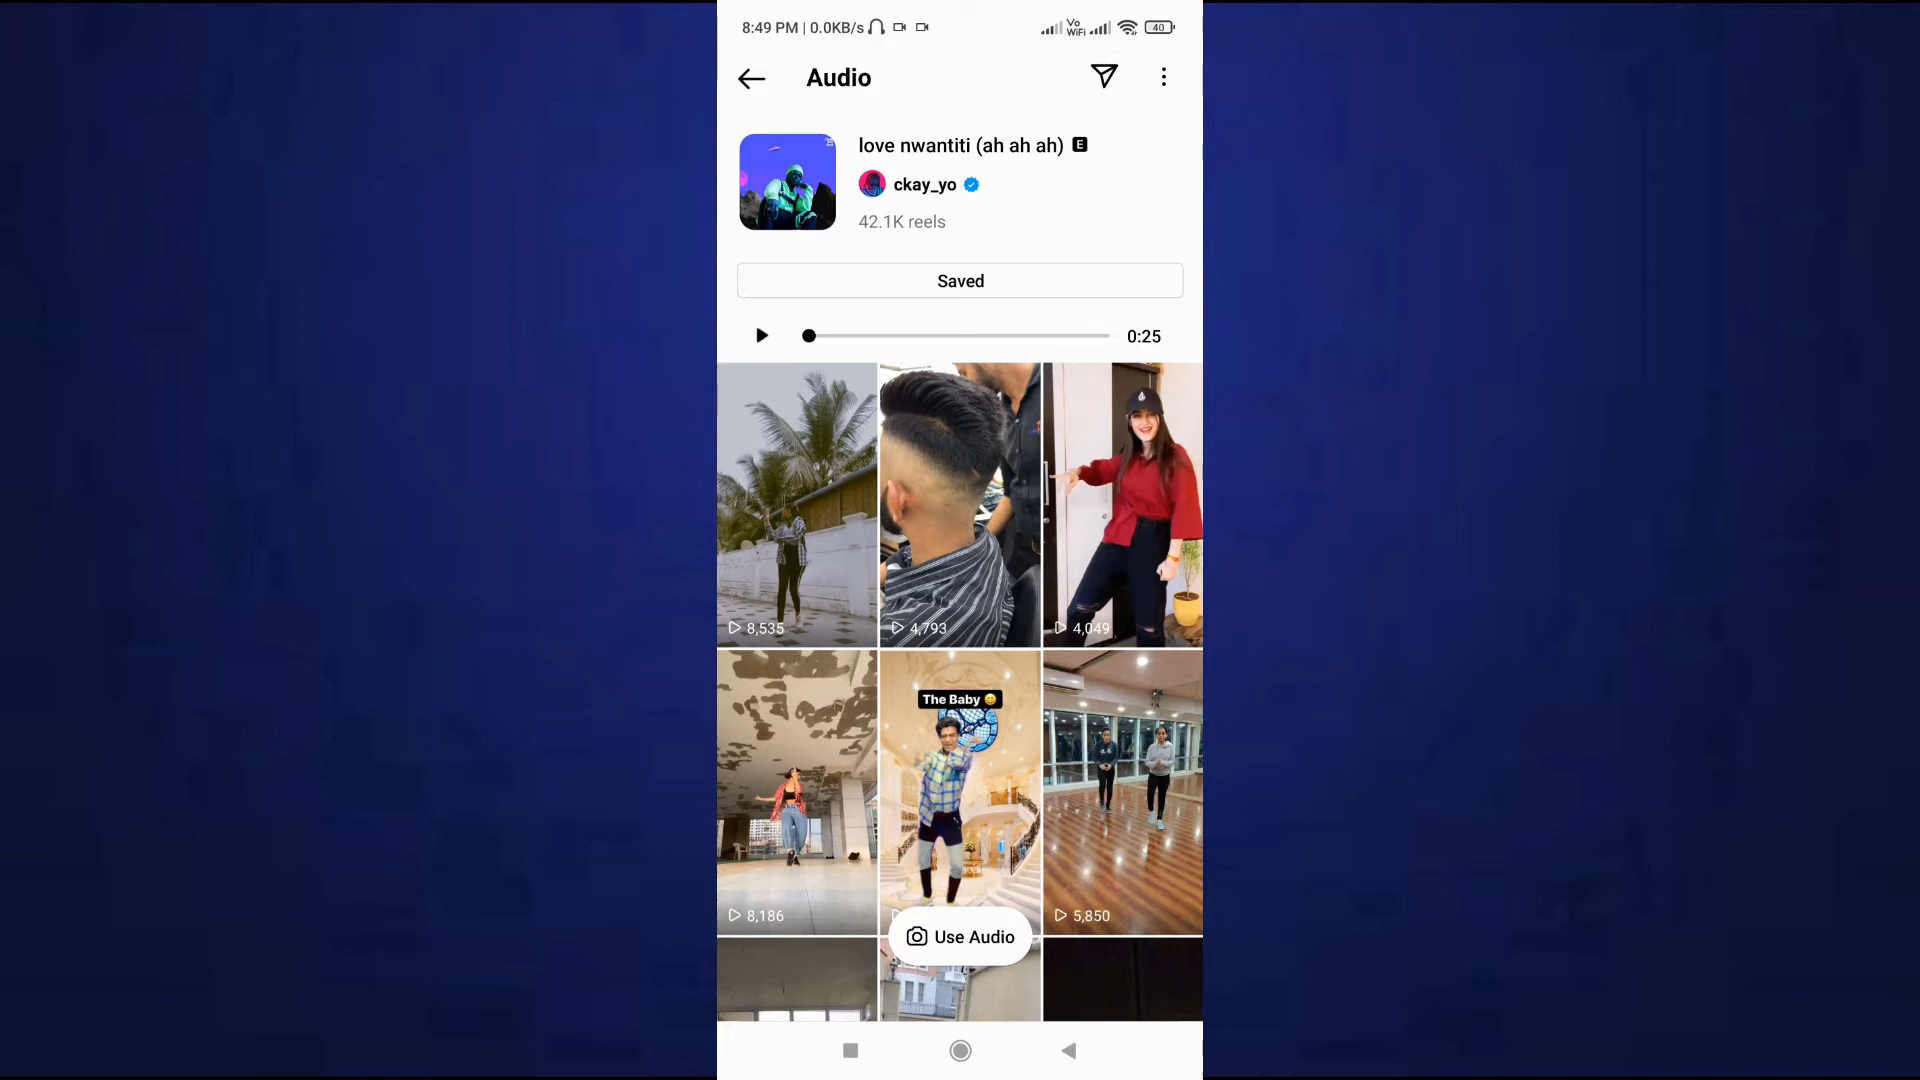 8:49 PM | 0.0KB/s
Vo
WiFi
40
Audio
love nwantiti (ah ah ah) E
ckay_yo
42.1K reels
Saved
0:25
8,535
4,793
4,049
The Baby 😊
8,186
5,850
Use Audio